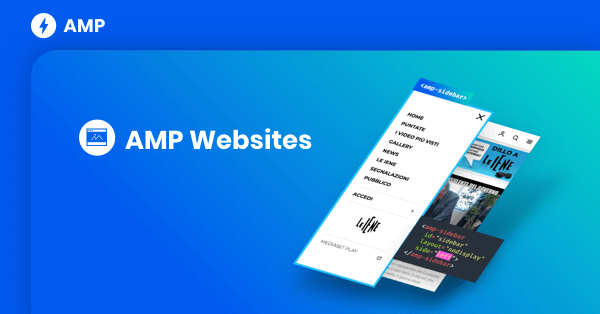 AMP
AMP Websites
<amp-sidebar>
HOME
PUNTATE
I VIDEO PIÙ VISTI
GALLERY
NEWS
LE IENE
SEGNALAZIONI
PUBBLICO
ACCEDI
LE IENE
MEDIASET PLAY
DILLO A
LE IENE
<amp-sidebar
id="sidebar"
layout="nodisplay"
side="left">
</amp-sidebar>